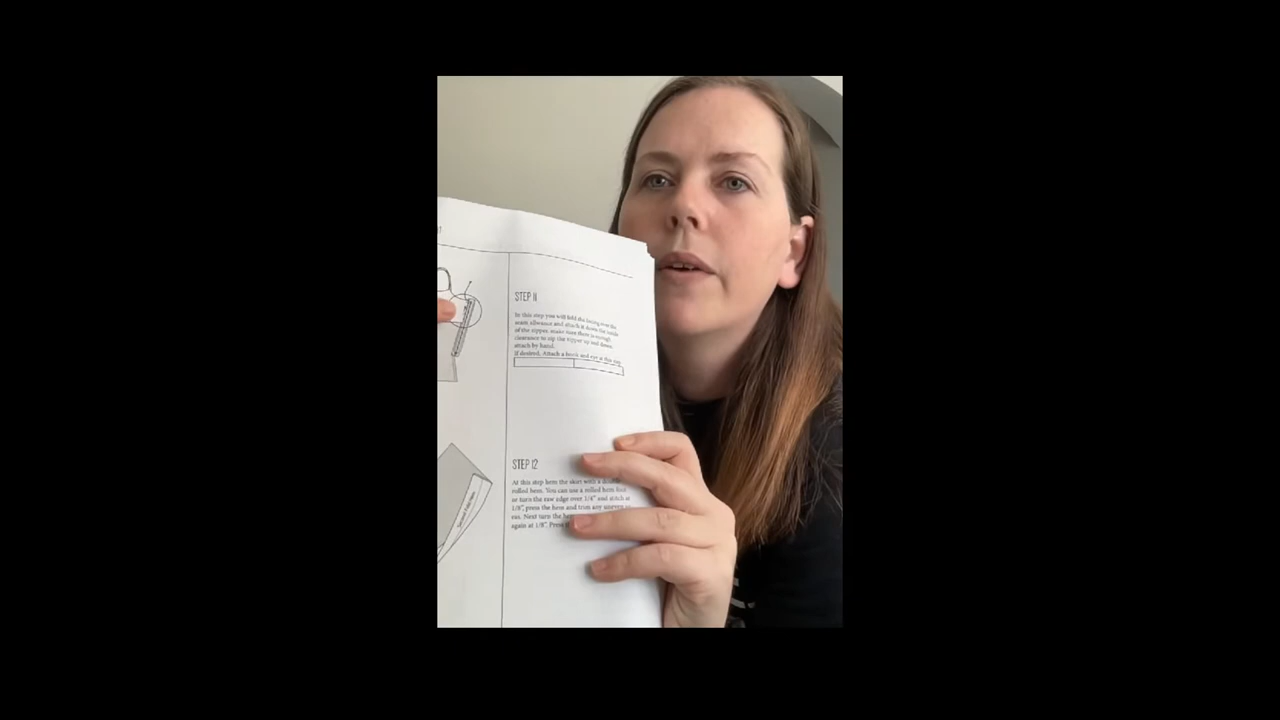 STEP 11
In this step you will fold the facing over the
seam allowance and attach it down the inside
of the zipper, make sure there is enough
clearance to zip the zipper up and down.
attach by hand.
If desired, Attach a hook and eye at this
STEP 12
At this step hem the skirt with a double
rolled hem. You can use a rolled hem foot
or turn the raw edge over 1/4" and stitch at
1/8", press the hem and trim any uneven
Next turn the
again at 1/8". Press